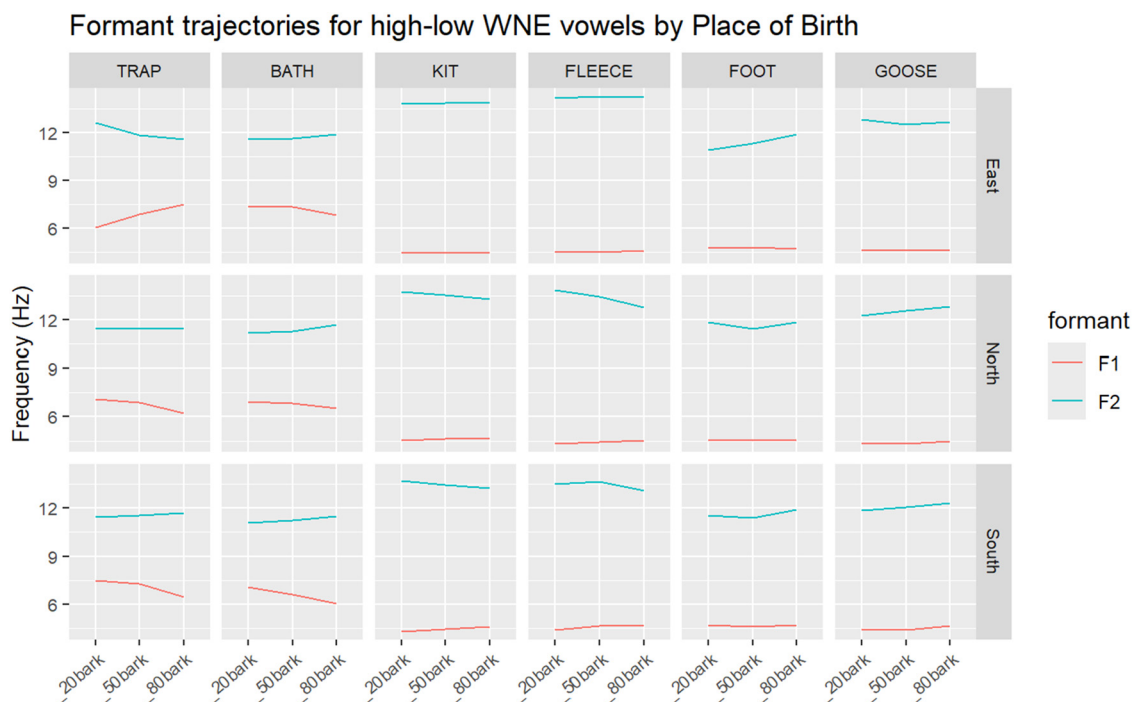 Formant trajectories for high-low WNE vowels by Place of Birth
TRAP BATH KIT FLEECE FOOT GOOSE
12
9
6
East
12
9
6
North
12
9
6
South
Frequency (Hz)
_20bark _50bark _80bark _20bark _50bark _80bark _20bark _50bark _80bark _20bark _50bark _80bark _20bark _50bark _80bark _20bark _50bark _80bark
formant
F1
F2